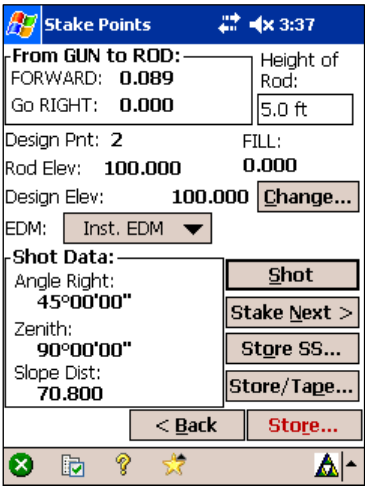 Stake Points 3:37
From GUN to ROD:
FORWARD: 0.089
Go RIGHT: 0.000
Height of
Rod:
5.0 ft
Design Pnt: 2
FILL:
Rod Elev: 100.000 0.000
Design Elev: 100.000 Change...
EDM: Inst. EDM
Shot Data:
Angle Right:
45°00'00"
Zenith:
90°00'00"
Slope Dist:
70.800
Shot
Stake Next >
Store SS...
Store/Tape...
< Back Store...